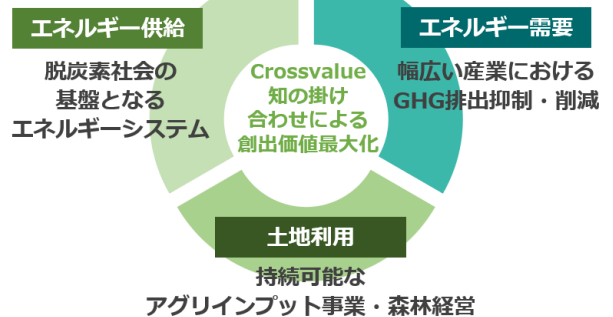 エネルギー供給
脱炭素社会の
基盤となる
エネルギーシステム
エネルギー需要
幅広い産業における
GHG排出抑制・削減
Crossvalue
知の掛け
合わせによる
創出価値最大化
土地利用
持続可能な
アグリインプット事業・森林経営